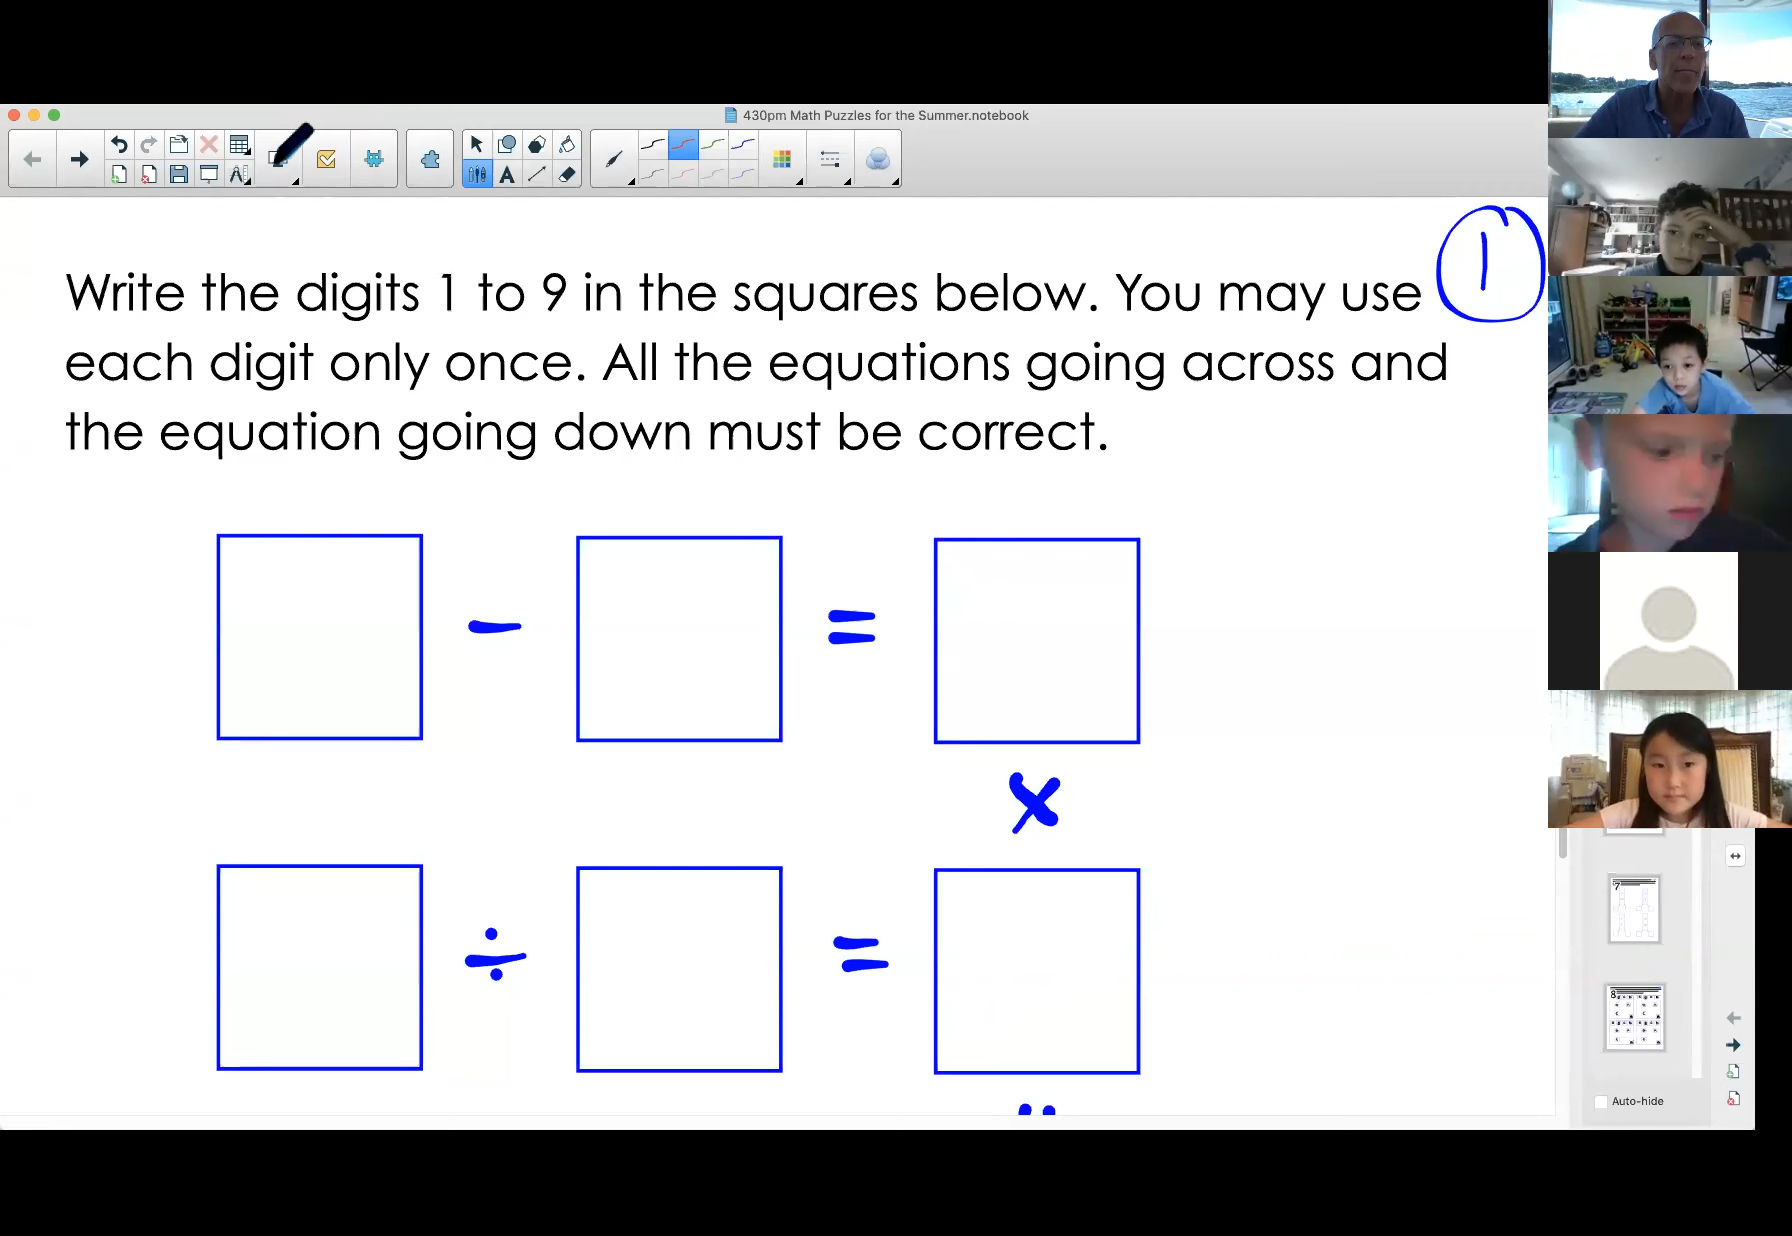 430pm Math Puzzles for the Summer.notebook
A
1
Write the digits 1 to 9 in the squares below. You may use
each digit only once. All the equations going across and
the equation going down must be correct.
− =
×
÷ =
7
8
Auto-hide